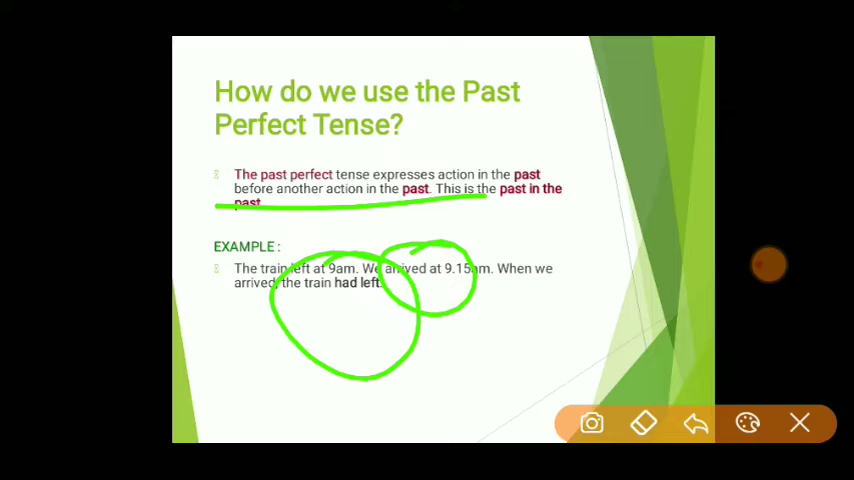 How do we use the Past
Perfect Tense?
The past perfect tense expresses action in the past
before another action in the past. This is the past in the
past.
EXAMPLE :
The train left at 9am. We arrived at 9.15am. When we
arrived, the train had left.